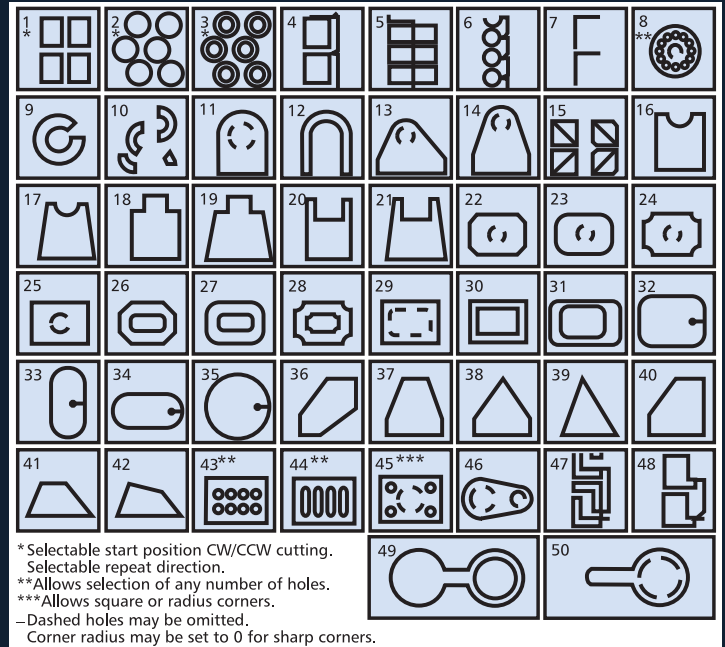 1 2 3 4 5 6 7 8
* * * **
9 10 11 12 13 14 15 16
17 18 19 20 21 22 23 24
25 26 27 28 29 30 31 32
33 34 35 36 37 38 39 40
41 42 43** 44** 45*** 46 47 48
49 50
* Selectable start position CW/CCW cutting.
Selectable repeat direction.
**Allows selection of any number of holes.
***Allows square or radius corners.
–Dashed holes may be omitted.
Corner radius may be set to 0 for sharp corners.